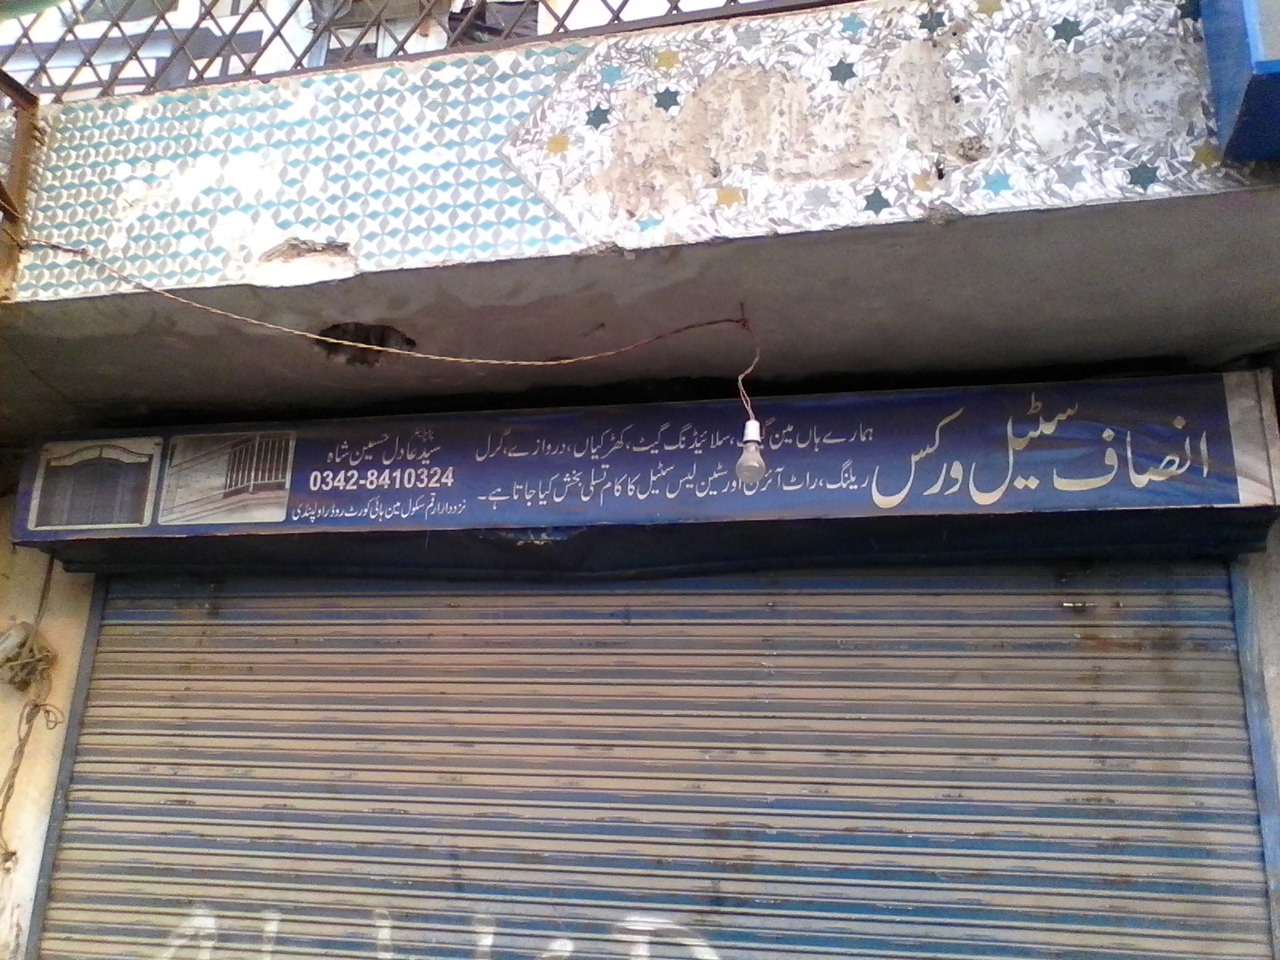 انصاف سٹیل ورکس
ہمارے ہاں مین گیٹ، سلائیڈنگ گیٹ، کھڑکیاں، دروازے، گرل
ریلنگ، راٹ آئرن اور سٹین لیس سٹیل کا کام تسلی بخش کیا جاتا ہے۔
سید عادل حسین شاہ
0342-8410324
نزد دارارقم سکول مین ہائی کورٹ روڈ راولپنڈی